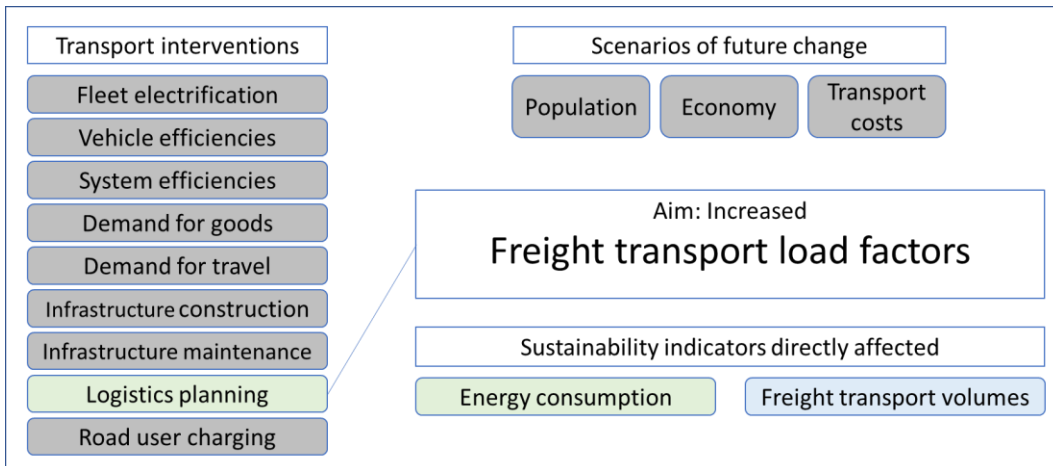 Transport interventions
Fleet electrification
Vehicle efficiencies
System efficiencies
Demand for goods
Demand for travel
Infrastructure construction
Infrastructure maintenance
Logistics planning
Road user charging
Scenarios of future change
Population
Economy
Transport
costs
Aim: Increased
Freight transport load factors
Sustainability indicators directly affected
Energy consumption
Freight transport volumes